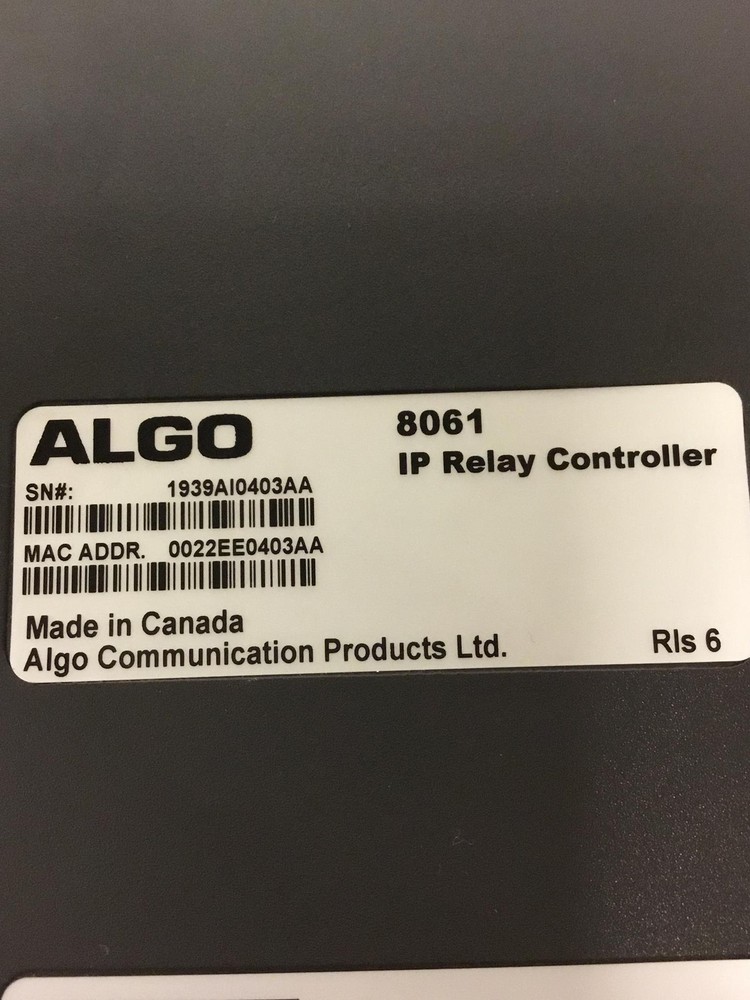 ALGO
8061
IP Relay Controller
SN#: 1939AI0403AA
MAC ADDR. 0022EE0403AA
Made in Canada
Algo Communication Products Ltd.
Rls 6